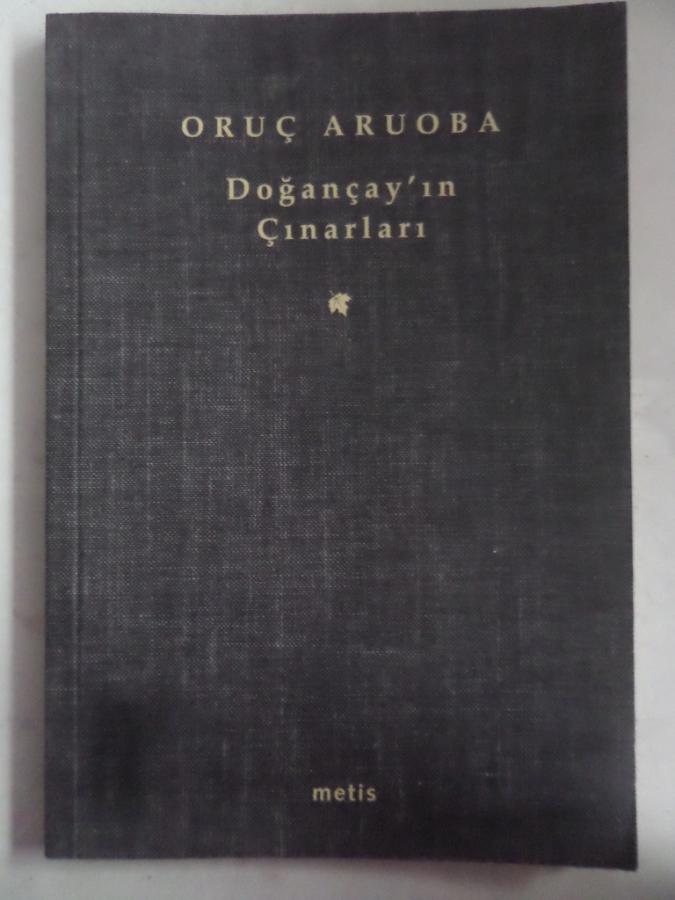 ORUÇ ARUOBA
Doğançay'ın
Çınarları
metis